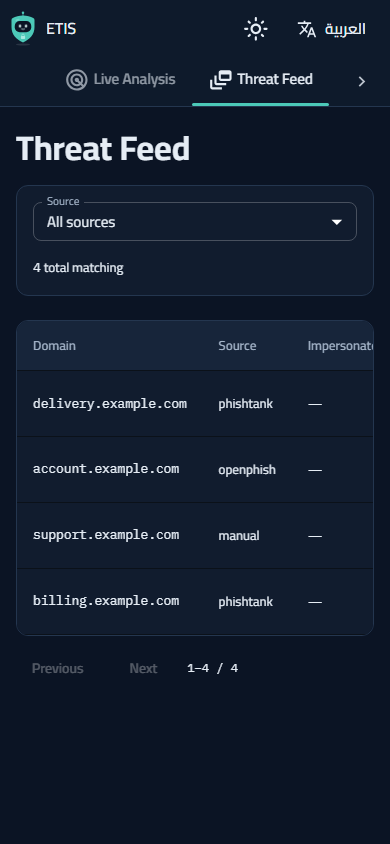 ETIS
العربية
Live Analysis
Threat Feed
Threat Feed
Source
All sources
4 total matching
Domain Source Impersonat
delivery.example.com phishtank —
account.example.com openphish —
support.example.com manual —
billing.example.com phishtank —
Previous Next 1–4 / 4